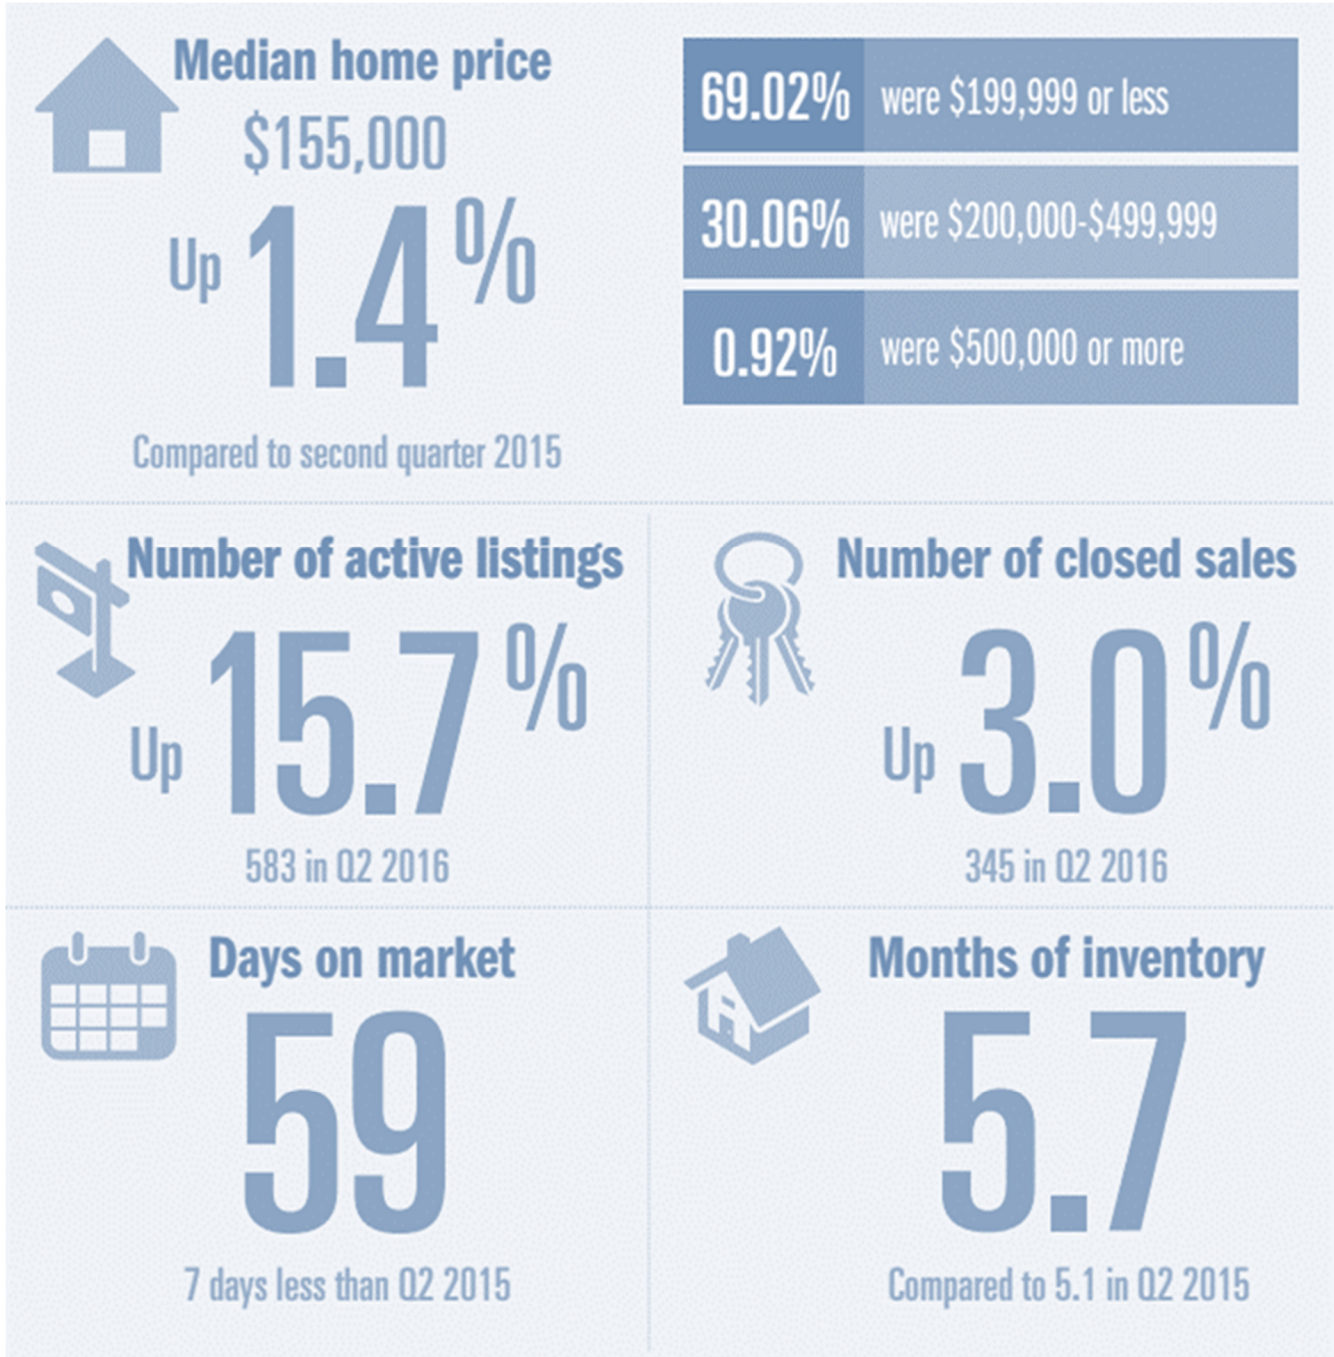 Median home price
$155,000
Up 1.4%
Compared to second quarter 2015
69.02% were $199,999 or less
30.06% were $200,000-$499,999
0.92% were $500,000 or more
Number of active listings
Up 15.7%
583 in Q2 2016
Number of closed sales
Up 3.0%
345 in Q2 2016
Days on market
59
7 days less than Q2 2015
Months of inventory
5.7
Compared to 5.1 in Q2 2015